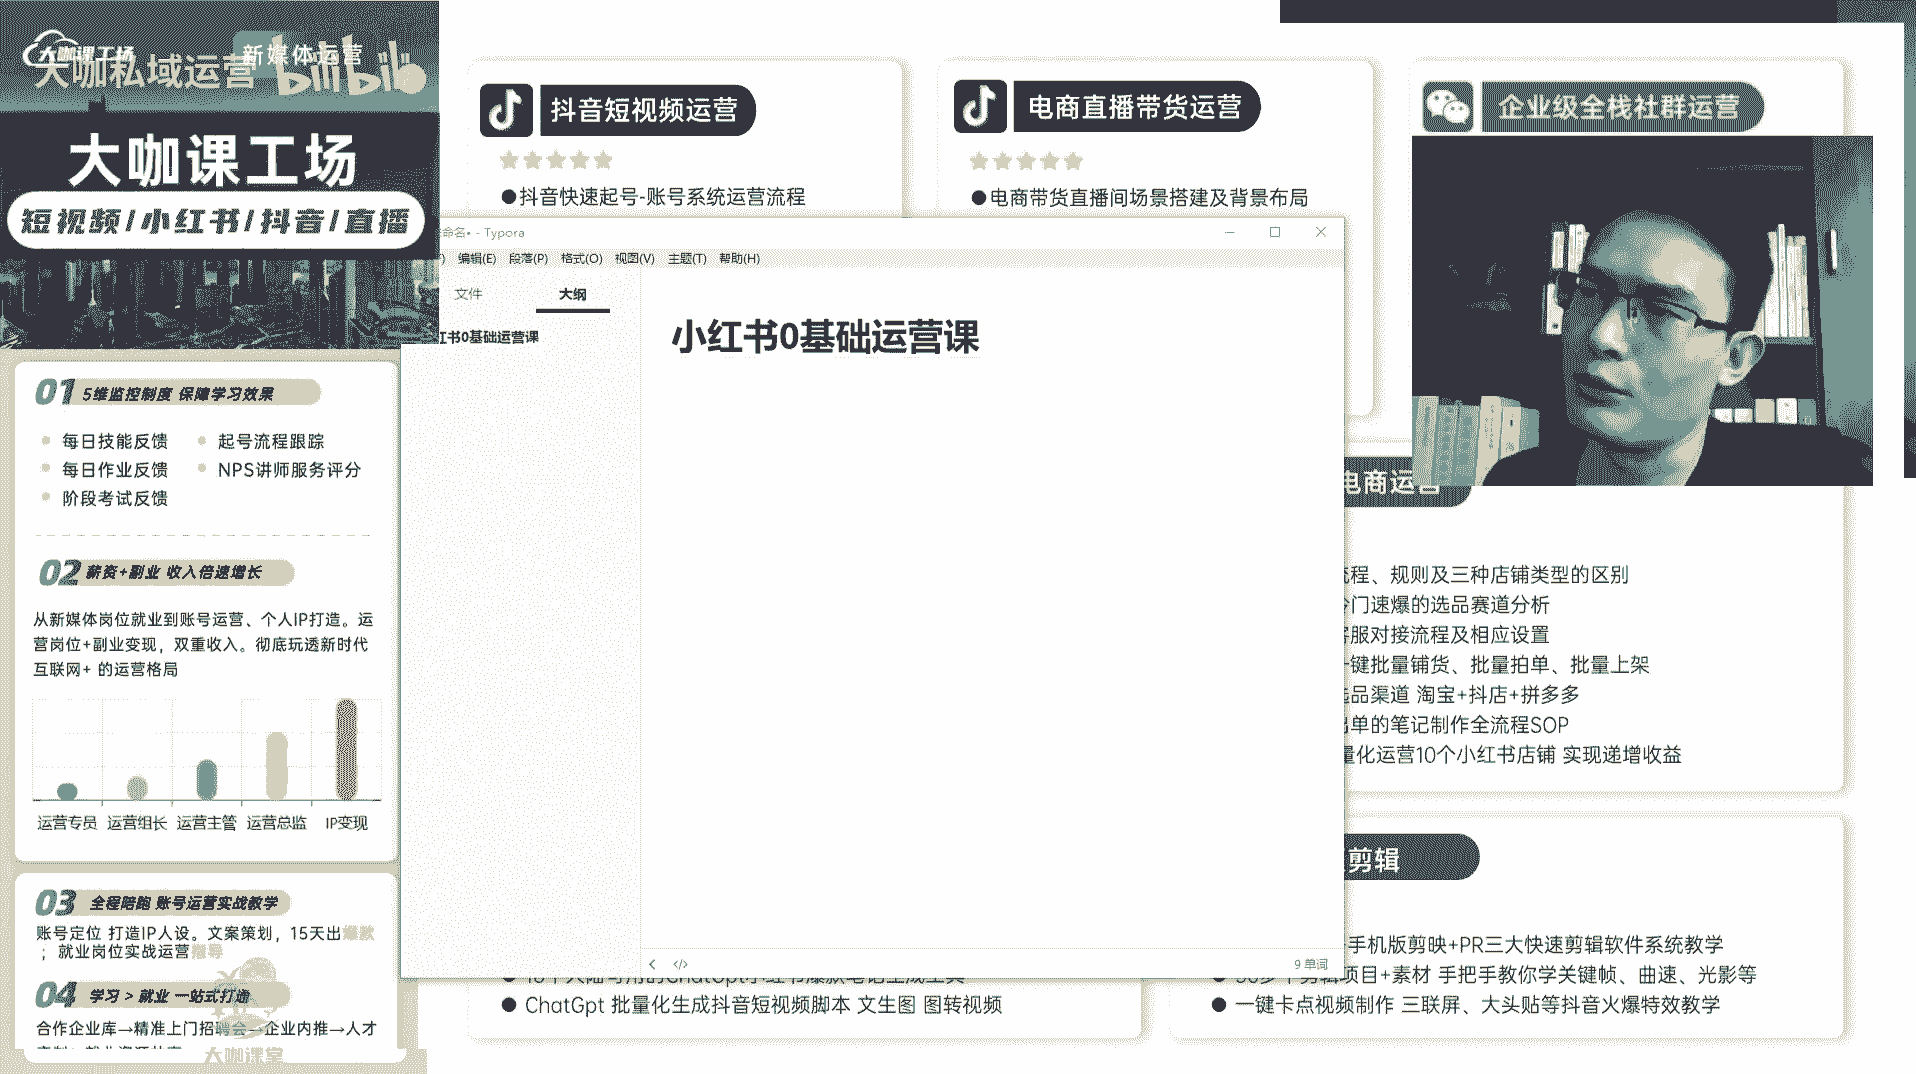 大咖课工场
新媒体运营
大咖私域运营
bilibili
大咖课工场
短视频/小红书/抖音/直播
01 5维监控制度 保障学习效果
每日技能反馈
起号流程跟踪
每日作业反馈
NPS讲师服务评分
阶段考试反馈
02 薪资+副业 收入倍速增长
从新媒体岗位就业到账号运营、个人IP打造。运
营岗位+副业变现，双重收入。彻底玩透新时代
互联网+ 的运营格局
运营专员 运营组长 运营主管 运营总监 IP变现
03 全程陪跑 账号运营实战教学
账号定位 打造IP人设。文案策划，15天出爆款
；就业岗位实战运营指导
04 学习 > 就业 一站式打通
合作企业库→精准上门招聘会→企业内推→人才
大咖课堂
抖音短视频运营
●抖音快速起号-账号系统运营流程
电商直播带货运营
●电商带货直播间场景搭建及背景布局
企业级全栈社群运营
命名• - Typora
编辑(E) 段落(P) 格式(O) 视图(V) 主题(T) 帮助(H)
文件
大纲
红书0基础运营课
小红书0基础运营课
9 单词
电商运营
流程、规则及三种店铺类型的区别
冷门速爆的选品赛道分析
客服对接流程及相应设置
一键批量铺货、批量拍单、批量上架
选品渠道 淘宝+抖店+拼多多
出单的笔记制作全流程SOP
量化运营10个小红书店铺 实现递增收益
剪辑
手机版剪映+PR三大快速剪辑软件系统教学
项目+素材 手把手教你学关键帧、曲速、光影等
● 一键卡点视频制作 三联屏、大头贴等抖音火爆特效教学
● ChatGpt 批量化生成抖音短视频脚本 文生图 图转视频